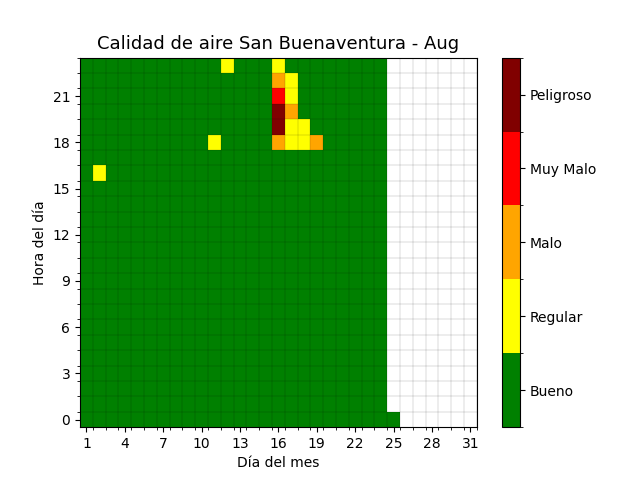 Calidad de aire San Buenaventura - Aug
Hora del día
21
18
15
12
9
6
3
0
1 4 7 10 13 16 19 22 25 28 31
Día del mes
Peligroso
Muy Malo
Malo
Regular
Bueno